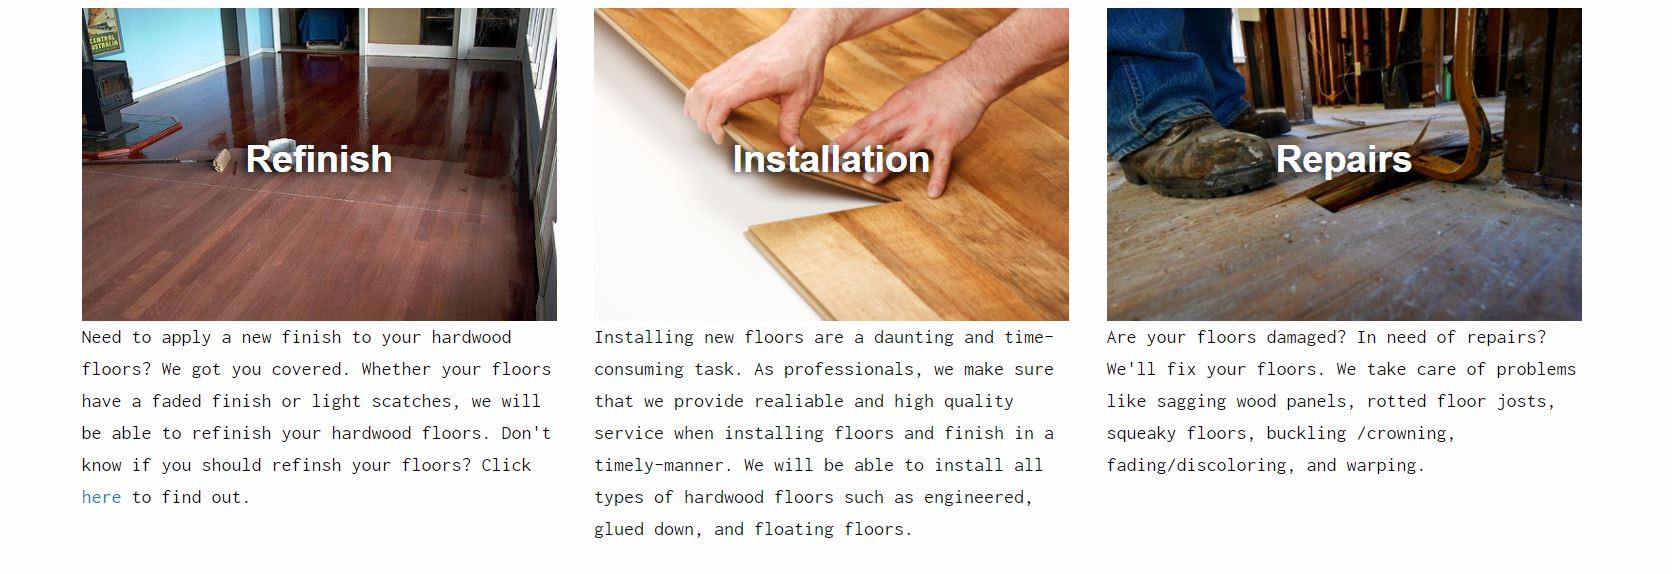 CENTRAL
AUSTRALIA
Refinish
Need to apply a new finish to your hardwood
floors? We got you covered. Whether your floors
have a faded finish or light scatches, we will
be able to refinish your hardwood floors. Don't
know if you should refinsh your floors? Click
here to find out.
Installation
Installing new floors are a daunting and time-
consuming task. As professionals, we make sure
that we provide realiable and high quality
service when installing floors and finish in a
timely-manner. We will be able to install all
types of hardwood floors such as engineered,
glued down, and floating floors.
Repairs
Are your floors damaged? In need of repairs?
We'll fix your floors. We take care of problems
like sagging wood panels, rotted floor josts,
squeaky floors, buckling /crowning,
fading/discoloring, and warping.